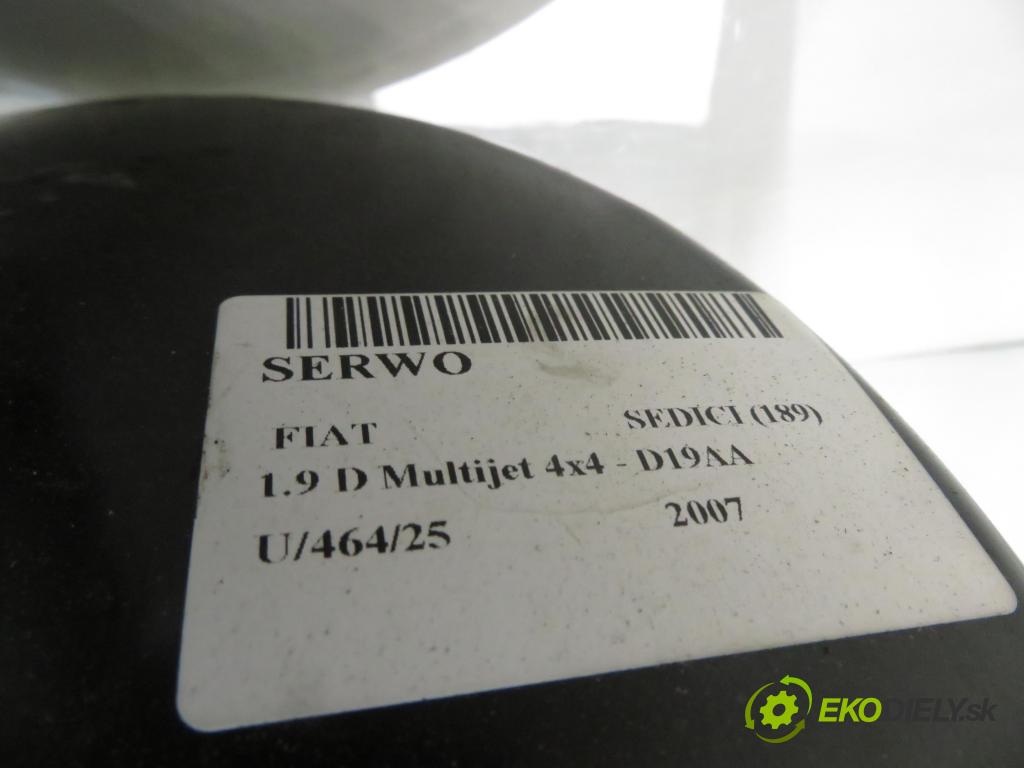 SERWO
FIAT SEDICI (189)
1.9 D Multijet 4x4 - D19AA
U/464/25 2007
EKODIELY.sk